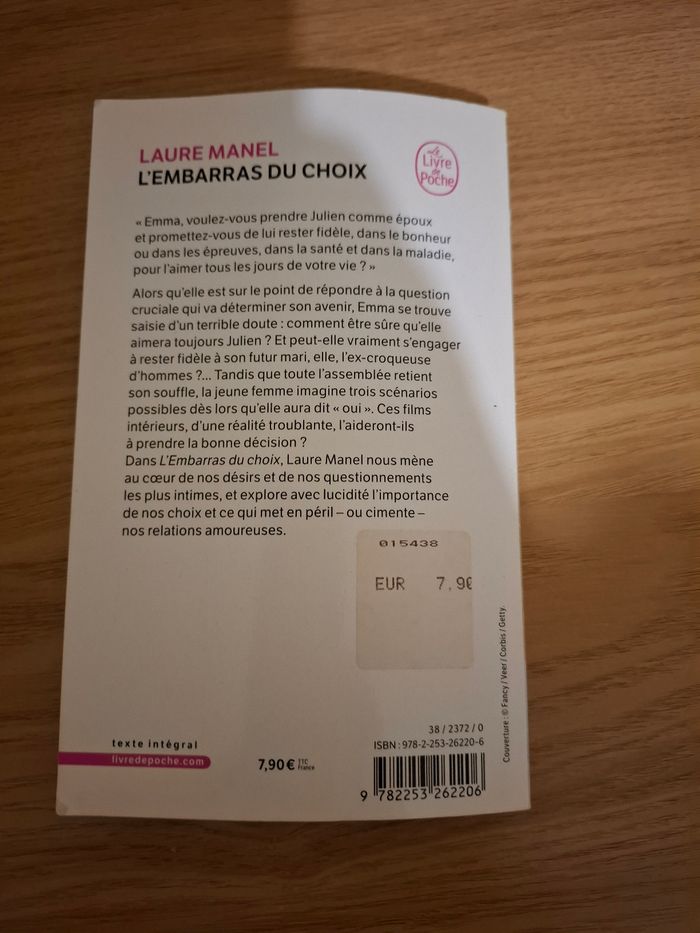 LAURE MANEL
L'EMBARRAS DU CHOIX
Le
Livre
de
Poche
« Emma, voulez-vous prendre Julien comme époux
et promettez-vous de lui rester fidèle, dans le bonheur
ou dans les épreuves, dans la santé et dans la maladie,
pour l'aimer tous les jours de votre vie ? »
Alors qu'elle est sur le point de répondre à la question
cruciale qui va déterminer son avenir, Emma se trouve
saisie d'un terrible doute : comment être sûre qu'elle
aimera toujours Julien ? Et peut-elle vraiment s'engager
à rester fidèle à son futur mari, elle, l'ex-croqueuse
d'hommes ?... Tandis que toute l'assemblée retient
son souffle, la jeune femme imagine trois scénarios
possibles dès lors qu'elle aura dit « oui ». Ces films
intérieurs, d'une réalité troublante, l'aideront-ils
à prendre la bonne décision ?
Dans L'Embarras du choix, Laure Manel nous mène
au cœur de nos désirs et de nos questionnements
les plus intimes, et explore avec lucidité l'importance
de nos choix et ce qui met en péril – ou cimente –
nos relations amoureuses.
015438
EUR 7,90
Couverture : © Fancy / Veer / Corbis / Getty.
texte intégral
livredepoche.com
7,90 € TTC
France
38 / 2372 / 0
ISBN : 978-2-253-26220-6
9 782253 262206